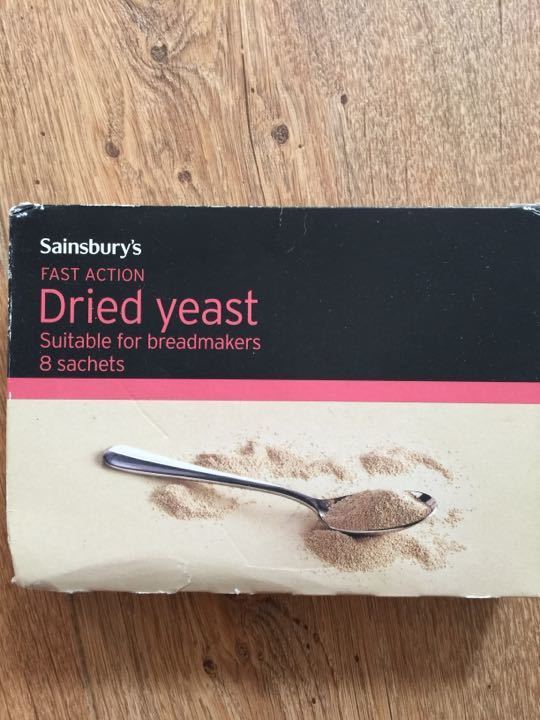 Sainsbury's
FAST ACTION
Dried yeast
Suitable for breadmakers
8 sachets